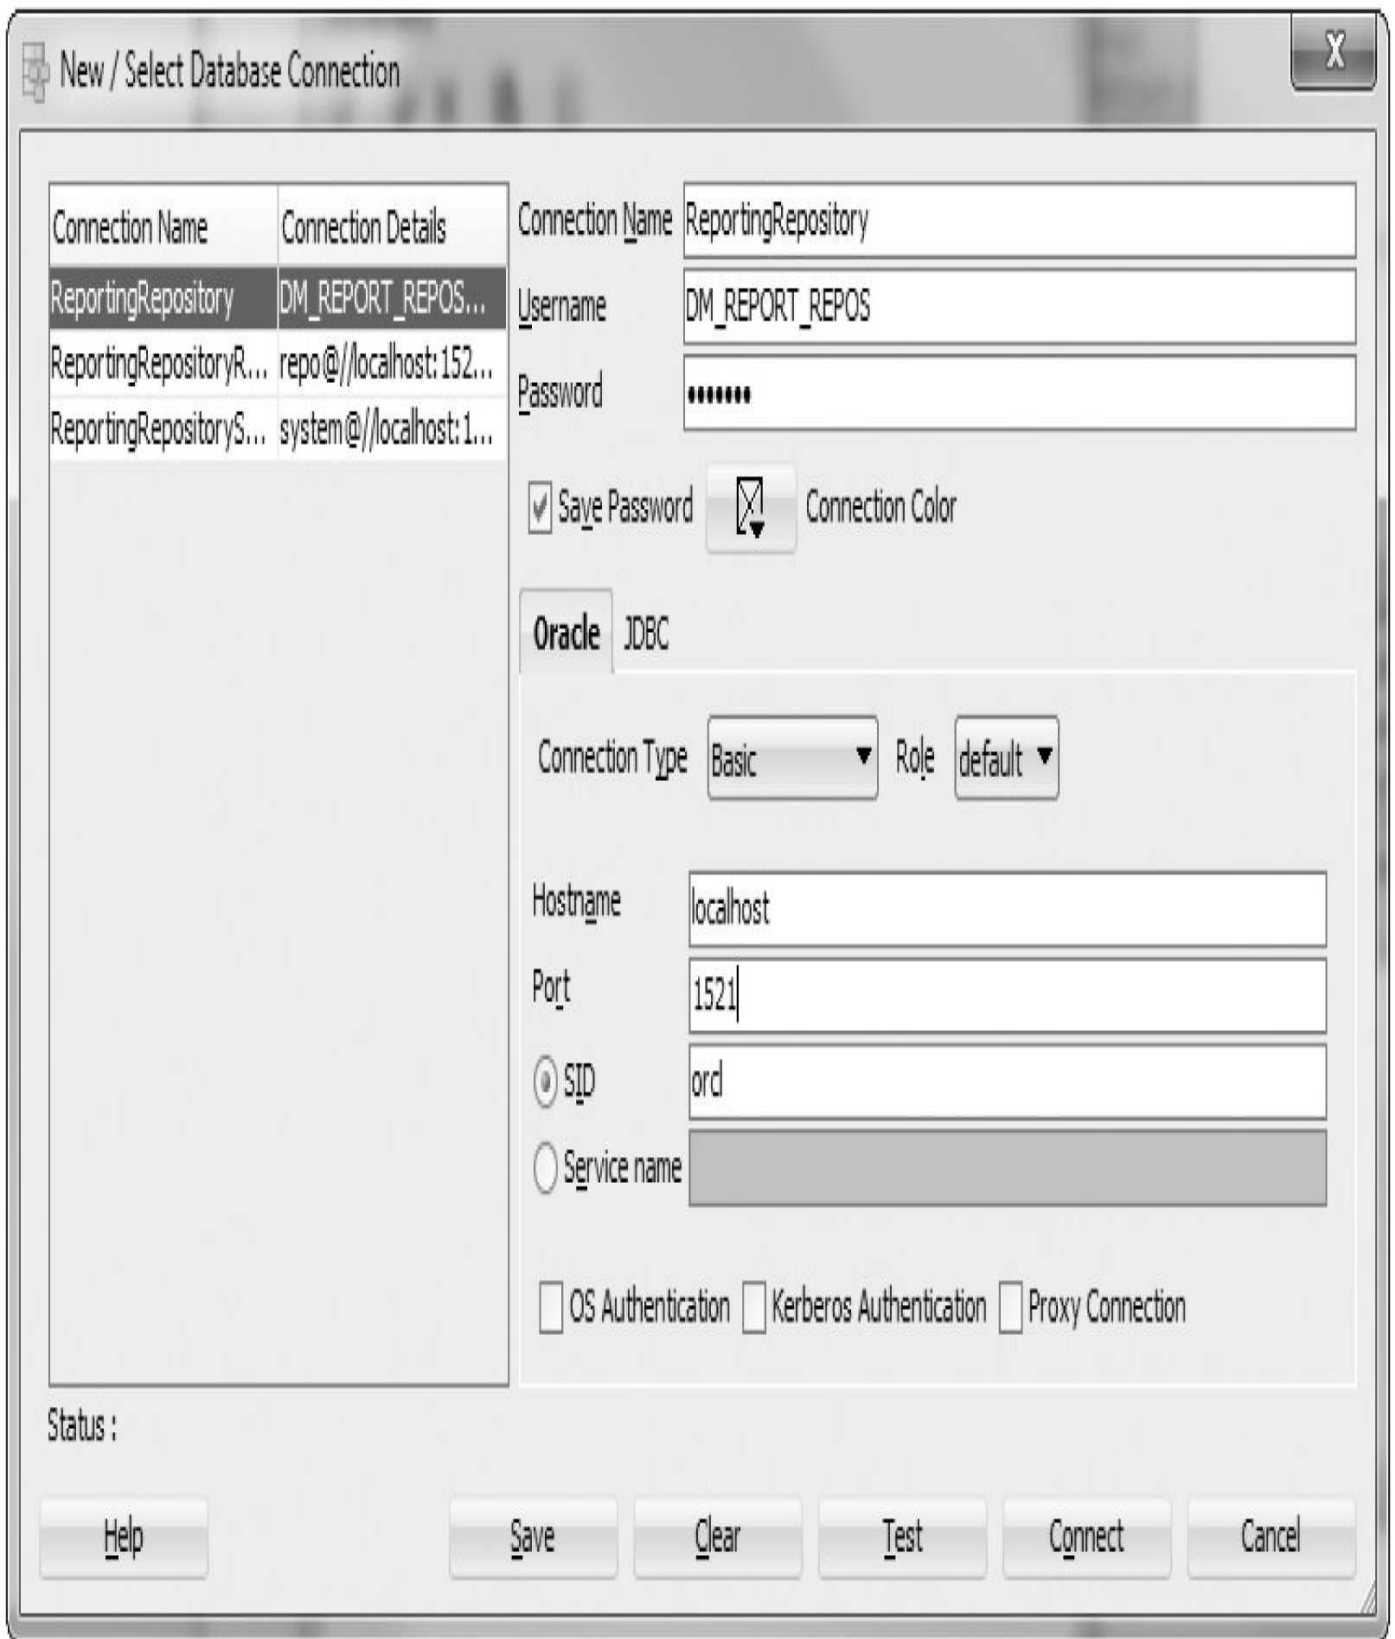 New / Select Database Connection
X
Connection Name Connection Details
ReportingRepository DM_REPORT_REPOS...
ReportingRepositoryR... repo@//localhost:152...
ReportingRepositoryS... system@//localhost:1...
Connection Name ReportingRepository
Username DM_REPORT_REPOS
Password •••••••
Save Password Connection Color
Oracle JDBC
Connection Type Basic Role default
Hostname localhost
Port 1521
SID orcl
Service name
OS Authentication Kerberos Authentication Proxy Connection
Status :
Help Save Clear Test Connect Cancel